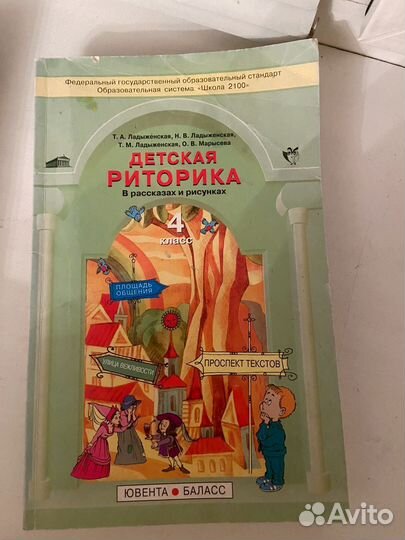 Федеральный государственный образовательный стандарт
Образовательная система «Школа 2100»
Т. А. Ладыженская, Н. В. Ладыженская,
Т. М. Ладыженская, О. В. Марысева
ДЕТСКАЯ
РИТОРИКА
В рассказах и рисунках
4
класс
ПЛОЩАДЬ
ОБЩЕНИЯ
УЛИЦА ВЕЖЛИВОСТИ
ПРОСПЕКТ ТЕКСТОВ
ЮВЕНТА • БАЛАСС
Avito